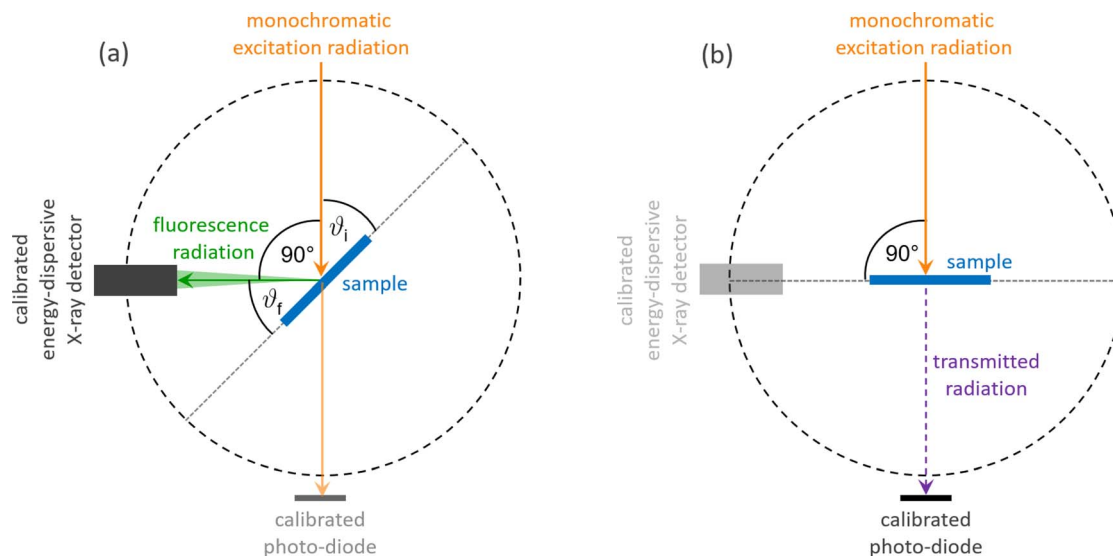 (a)
monochromatic
excitation radiation
calibrated
energy-dispersive
X-ray detector
fluorescence
radiation
90°
ϑi
ϑf
sample
calibrated
photo-diode
(b)
monochromatic
excitation radiation
calibrated
energy-dispersive
X-ray detector
90°
sample
transmitted
radiation
calibrated
photo-diode